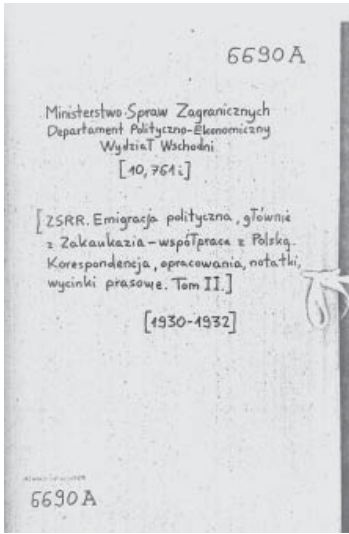 6690A
Ministerstwo Spraw Zagranicznych
Departament Polityczno-Ekonomiczny
Wydział Wschodni
[10,761i]
[ZSRR. Emigracja polityczna, głównie
z Zakaukazia - współpraca z Polską.
Korespondencja, opracowania, notatki,
wycinki prasowe. Tom II.]
[1930-1932]
6690A